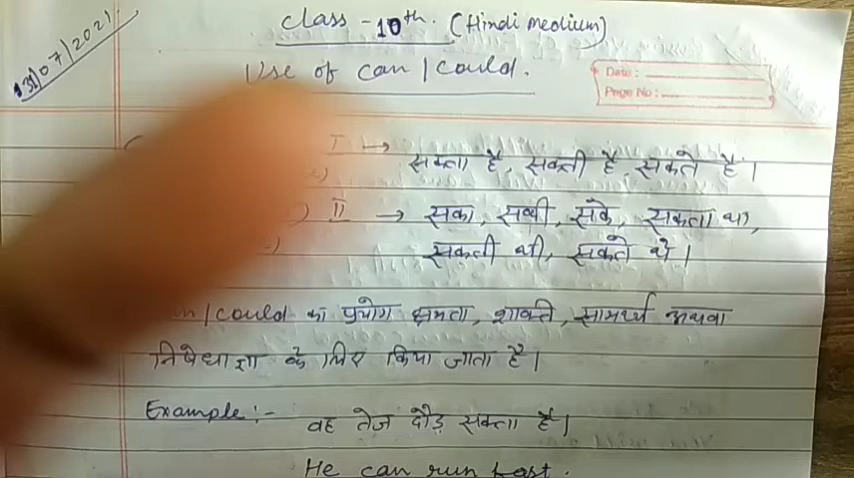 13/07/2021
Class - 10th. (Hindi Medium)
Use of can / could.
Date :
Page No :
I → सकता है, सकती है, सकते है।
II → सका, सकी, सके, सकता था,
सकती थी, सकते थे।
/could का प्रयोग क्षमता, शक्ति, सामर्थ्य अथवा
निषेधाज्ञा के लिए किया जाता है।
Example :-
वह तेज दौड़ सकता है।
He can run fast.